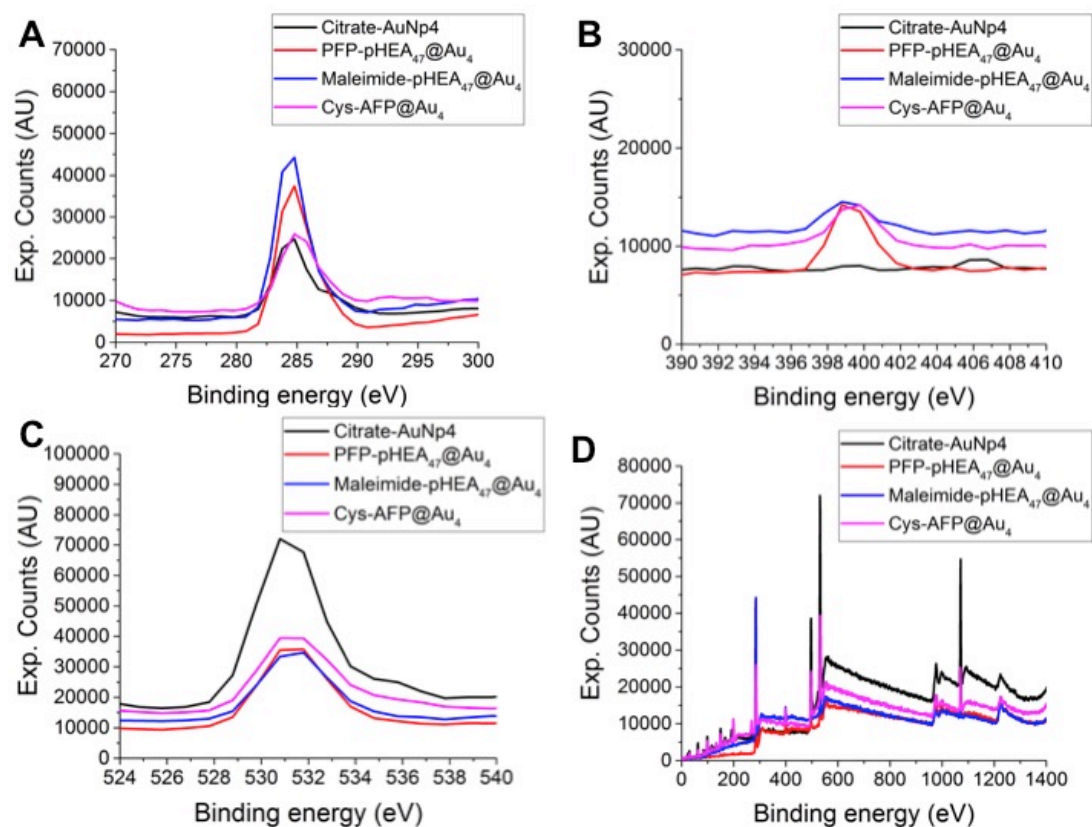 A
Citrate-AuNp4
PFP-pHEA₄₇@Au₄
Maleimide-pHEA₄₇@Au₄
Cys-AFP@Au₄
70000
60000
50000
40000
30000
20000
10000
0
Exp. Counts (AU)
270 275 280 285 290 295 300
Binding energy (eV)
B
Citrate-AuNp4
PFP-pHEA₄₇@Au₄
Maleimide-pHEA₄₇@Au₄
Cys-AFP@Au₄
30000
20000
10000
0
Exp. Counts (AU)
390 392 394 396 398 400 402 404 406 408 410
Binding energy (eV)
C
Citrate-AuNp4
PFP-pHEA₄₇@Au₄
Maleimide-pHEA₄₇@Au₄
Cys-AFP@Au₄
100000
90000
80000
70000
60000
50000
40000
30000
20000
10000
0
Exp. Counts (AU)
524 526 528 530 532 534 536 538 540
Binding energy (eV)
D
Citrate-AuNp4
PFP-pHEA₄₇@Au₄
Maleimide-pHEA₄₇@Au₄
Cys-AFP@Au₄
80000
70000
60000
50000
40000
30000
20000
10000
0
Exp. Counts (AU)
0 200 400 600 800 1000 1200 1400
Binding energy (eV)